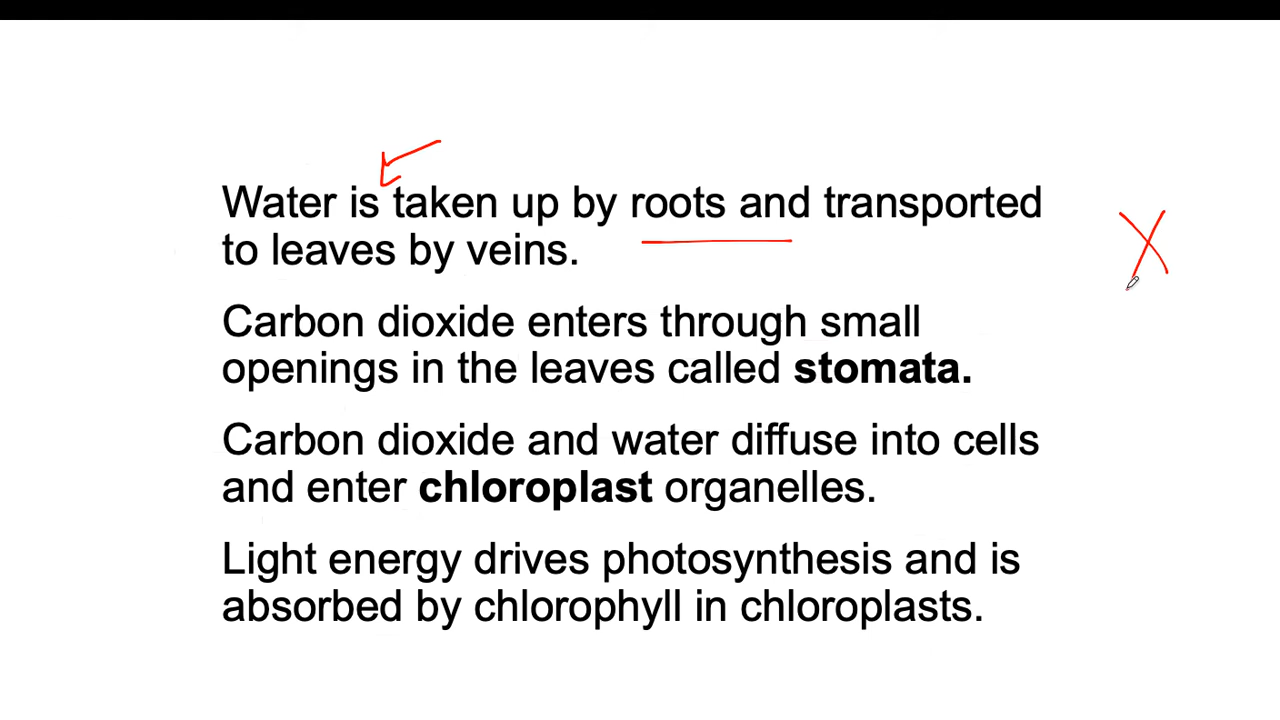 Water is taken up by roots and transported
to leaves by veins.
Carbon dioxide enters through small
openings in the leaves called stomata.
Carbon dioxide and water diffuse into cells
and enter chloroplast organelles.
Light energy drives photosynthesis and is
absorbed by chlorophyll in chloroplasts.